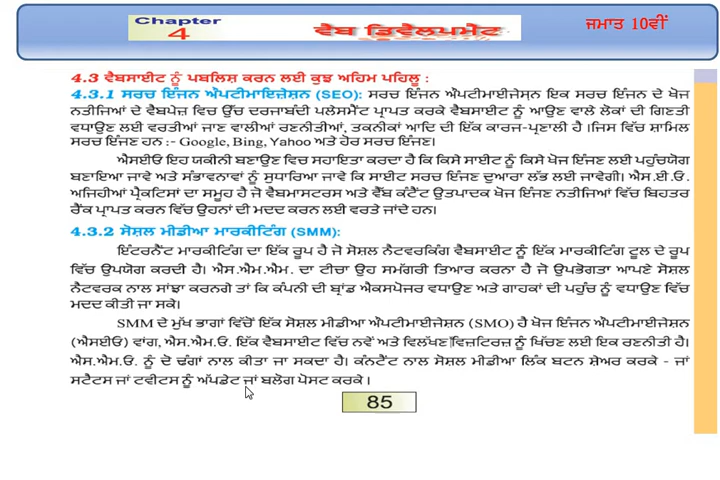 Chapter
4
ਵੈਬ ਡਿਵੈਲਪਮੇਂਟ
ਜਮਾਤ 10ਵੀਂ
4.3 ਵੈਬਸਾਈਟ ਨੂੰ ਪਬਲਿਸ਼ ਕਰਨ ਲਈ ਕੁਝ ਅਹਿਮ ਪਹਿਲੂ :
4.3.1 ਸਰਚ ਇੰਜਨ ਔਪਟੀਮਾਇਜ਼ੇਸ਼ਨ (SEO): ਸਰਚ ਇੰਜਨ ਔਪਟੀਮਾਈਜੇਸ਼ਨ ਇਕ ਸਰਚ ਇੰਜਨ ਦੇ ਖੋਜ
ਨਤੀਜਿਆਂ ਦੇ ਵੈਬਪੇਜ਼ ਵਿਚ ਉੱਚ ਦਰਜਾਬੰਦੀ ਪਲੇਸਮੈਂਟ ਪ੍ਰਾਪਤ ਕਰਕੇ ਵੈਬਸਾਈਟ ਨੂੰ ਆਉਣ ਵਾਲੇ ਲੋਕਾਂ ਦੀ ਗਿਣਤੀ
ਵਧਾਉਣ ਲਈ ਵਰਤੀਆਂ ਜਾਣ ਵਾਲੀਆਂ ਰਣਨੀਤੀਆਂ, ਤਕਨੀਕਾਂ ਆਦਿ ਦੀ ਇੱਕ ਕਾਰਜ-ਪ੍ਰਣਾਲੀ ਹੈ। ਜਿਸ ਵਿੱਚ ਸ਼ਾਮਿਲ
ਸਰਚ ਇੰਜਣ ਹਨ :- Google, Bing, Yahoo ਅਤੇ ਹੋਰ ਸਰਚ ਇੰਜਣ।
ਐਸਈਓ ਇਹ ਯਕੀਨੀ ਬਣਾਉਣ ਵਿਚ ਸਹਾਇਤਾ ਕਰਦਾ ਹੈ ਕਿ ਕਿਸੇ ਸਾਈਟ ਨੂੰ ਕਿਸੇ ਖੋਜ ਇੰਜਣ ਲਈ ਪਹੁੰਚਯੋਗ
ਬਣਾਇਆ ਜਾਵੇ ਅਤੇ ਸੰਭਾਵਨਾਵਾਂ ਨੂੰ ਸੁਧਾਰਿਆ ਜਾਵੇ ਕਿ ਸਾਈਟ ਸਰਚ ਇੰਜਣ ਦੁਆਰਾ ਲੱਭ ਲਈ ਜਾਵੇਗੀ। ਐਸ.ਈ.ਓ.
ਅਜਿਹੀਆਂ ਪ੍ਰੈਕਟਿਸਾਂ ਦਾ ਸਮੂਹ ਹੈ ਜੋ ਵੈਬਮਾਸਟਰਸ ਅਤੇ ਵੈੱਬ ਕੰਟੈਂਟ ਉਤਪਾਦਕ ਖੋਜ ਇੰਜਣ ਨਤੀਜਿਆਂ ਵਿੱਚ ਬਿਹਤਰ
ਰੈਂਕ ਪ੍ਰਾਪਤ ਕਰਨ ਵਿੱਚ ਉਹਨਾਂ ਦੀ ਮਦਦ ਕਰਨ ਲਈ ਵਰਤੇ ਜਾਂਦੇ ਹਨ।
4.3.2 ਸੋਸ਼ਲ ਮੀਡੀਆ ਮਾਰਕੀਟਿੰਗ (SMM):
ਇੰਟਰਨੈੱਟ ਮਾਰਕੀਟਿੰਗ ਦਾ ਇੱਕ ਰੂਪ ਹੈ ਜੋ ਸੋਸ਼ਲ ਨੈਟਵਰਕਿੰਗ ਵੈਬਸਾਈਟ ਨੂੰ ਇੱਕ ਮਾਰਕੀਟਿੰਗ ਟੂਲ ਦੇ ਰੂਪ
ਵਿੱਚ ਉਪਯੋਗ ਕਰਦੀ ਹੈ। ਐਸ.ਐਮ.ਐਮ. ਦਾ ਟੀਚਾ ਉਹ ਸਮੱਗਰੀ ਤਿਆਰ ਕਰਨਾ ਹੈ ਜੋ ਉਪਭੋਗਤਾ ਆਪਣੇ ਸੋਸ਼ਲ
ਨੈਟਵਰਕ ਨਾਲ ਸਾਂਝਾ ਕਰਨਗੇ ਤਾਂ ਕਿ ਕੰਪਨੀ ਦੀ ਬ੍ਰਾਂਡ ਐਕਸਪੋਜਰ ਵਧਾਉਣ ਅਤੇ ਗਾਹਕਾਂ ਦੀ ਪਹੁੰਚ ਨੂੰ ਵਧਾਉਣ ਵਿੱਚ
ਮਦਦ ਕੀਤੀ ਜਾ ਸਕੇ।
SMM ਦੇ ਮੁੱਖ ਭਾਗਾਂ ਵਿੱਚੋਂ ਇੱਕ ਸੋਸ਼ਲ ਮੀਡੀਆ ਔਪਟੀਮਾਈਜੇਸ਼ਨ (SMO) ਹੈ ਖੋਜ ਇੰਜਨ ਔਪਟੀਮਾਈਜੇਸ਼ਨ
(ਐਸਈਓ) ਵਾਂਗ, ਐਸ.ਐਮ.ਓ. ਇਕ ਵੈਬਸਾਈਟ ਵਿੱਚ ਨਵੇਂ ਅਤੇ ਵਿਲੱਖਣ ਵਿਜ਼ਟਿਰਜ਼ ਨੂੰ ਖਿੱਚਣ ਲਈ ਇਕ ਰਣਨੀਤੀ ਹੈ।
ਐਸ.ਐਮ.ਓ. ਨੂੰ ਦੋ ਢੰਗਾਂ ਨਾਲ ਕੀਤਾ ਜਾ ਸਕਦਾ ਹੈ। ਕੰਨਟੈਂਟ ਨਾਲ ਸੋਸ਼ਲ ਮੀਡੀਆ ਲਿੰਕ ਬਟਨ ਸ਼ੇਅਰ ਕਰਕੇ - ਜਾਂ
ਸਟੈਟਸ ਜਾਂ ਟਵੀਟਸ ਨੂੰ ਅੱਪਡੇਟ ਜਾਂ ਬਲੋਗ ਪੋਸਟ ਕਰਕੇ।
85